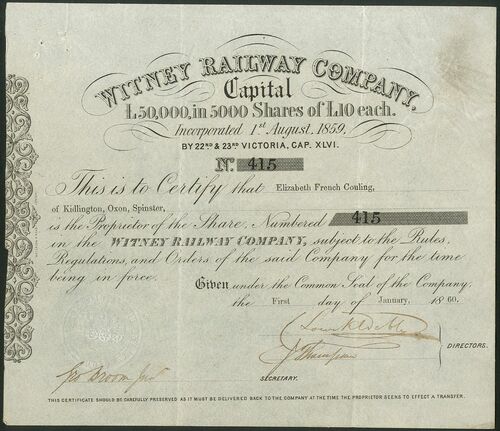 WITNEY RAILWAY COMPANY,
Capital
£50,000, in 5000 Shares of £10 each.
Incorporated 1st August, 1859,
BY 22ND & 23RD VICTORIA, CAP. XLVI.
No. 415
This is to Certify that Elizabeth French Couling,
of Kidlington, Oxon, Spinster,
is the Proprietor of the Share, Numbered 415
in the WITNEY RAILWAY COMPANY, subject to the Rules,
Regulations, and Orders of the said Company for the time
being in force.
Given under the Common Seal of the Company,
the First day of January, 1860.
DIRECTORS.
SECRETARY.
THIS CERTIFICATE SHOULD BE CAREFULLY PRESERVED AS IT MUST BE DELIVERED BACK TO THE COMPANY AT THE TIME THE PROPRIETOR SEEKS TO EFFECT A TRANSFER.